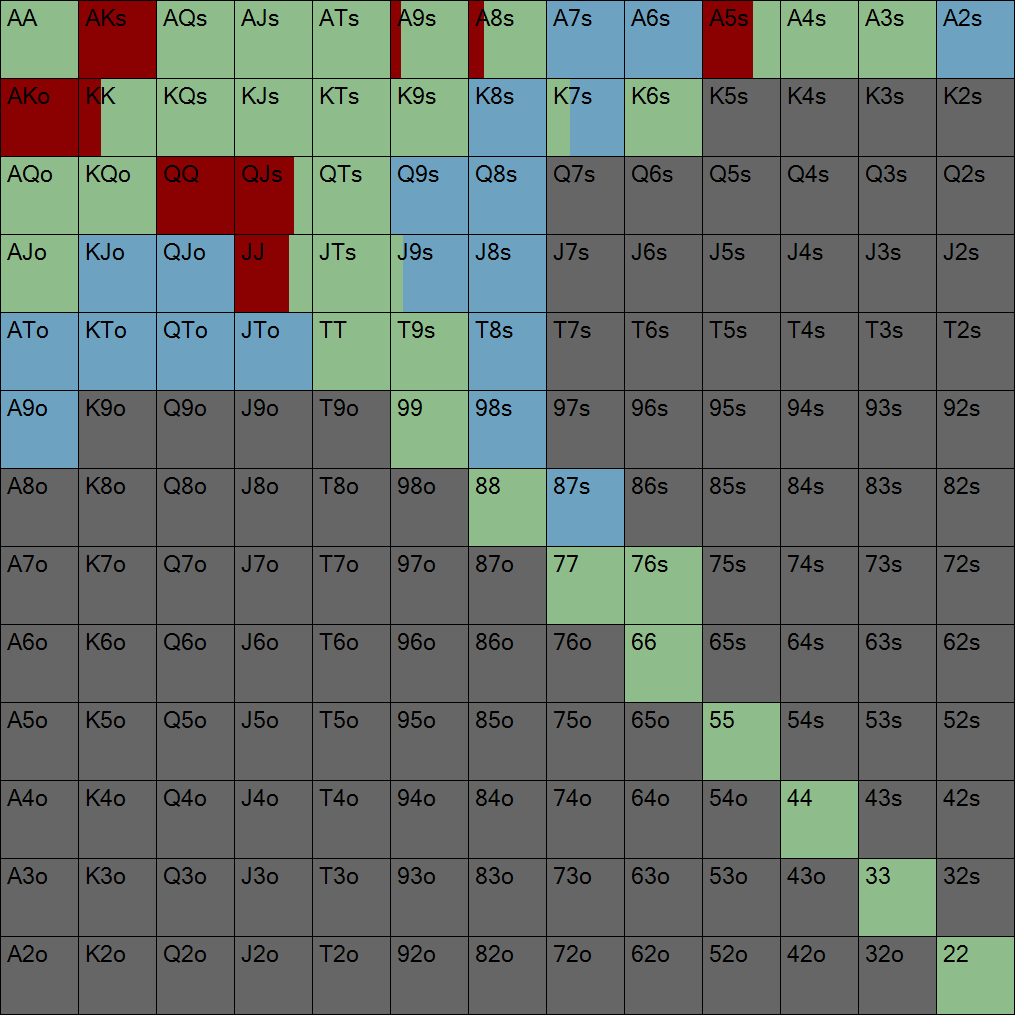 AA AKs AQs AJs ATs A9s A8s A7s A6s A5s A4s A3s A2s
AKo KK KQs KJs KTs K9s K8s K7s K6s K5s K4s K3s K2s
AQo KQo QQ QJs QTs Q9s Q8s Q7s Q6s Q5s Q4s Q3s Q2s
AJo KJo QJo JJ JTs J9s J8s J7s J6s J5s J4s J3s J2s
ATo KTo QTo JTo TT T9s T8s T7s T6s T5s T4s T3s T2s
A9o K9o Q9o J9o T9o 99 98s 97s 96s 95s 94s 93s 92s
A8o K8o Q8o J8o T8o 98o 88 87s 86s 85s 84s 83s 82s
A7o K7o Q7o J7o T7o 97o 87o 77 76s 75s 74s 73s 72s
A6o K6o Q6o J6o T6o 96o 86o 76o 66 65s 64s 63s 62s
A5o K5o Q5o J5o T5o 95o 85o 75o 65o 55 54s 53s 52s
A4o K4o Q4o J4o T4o 94o 84o 74o 64o 54o 44 43s 42s
A3o K3o Q3o J3o T3o 93o 83o 73o 63o 53o 43o 33 32s
A2o K2o Q2o J2o T2o 92o 82o 72o 62o 52o 42o 32o 22